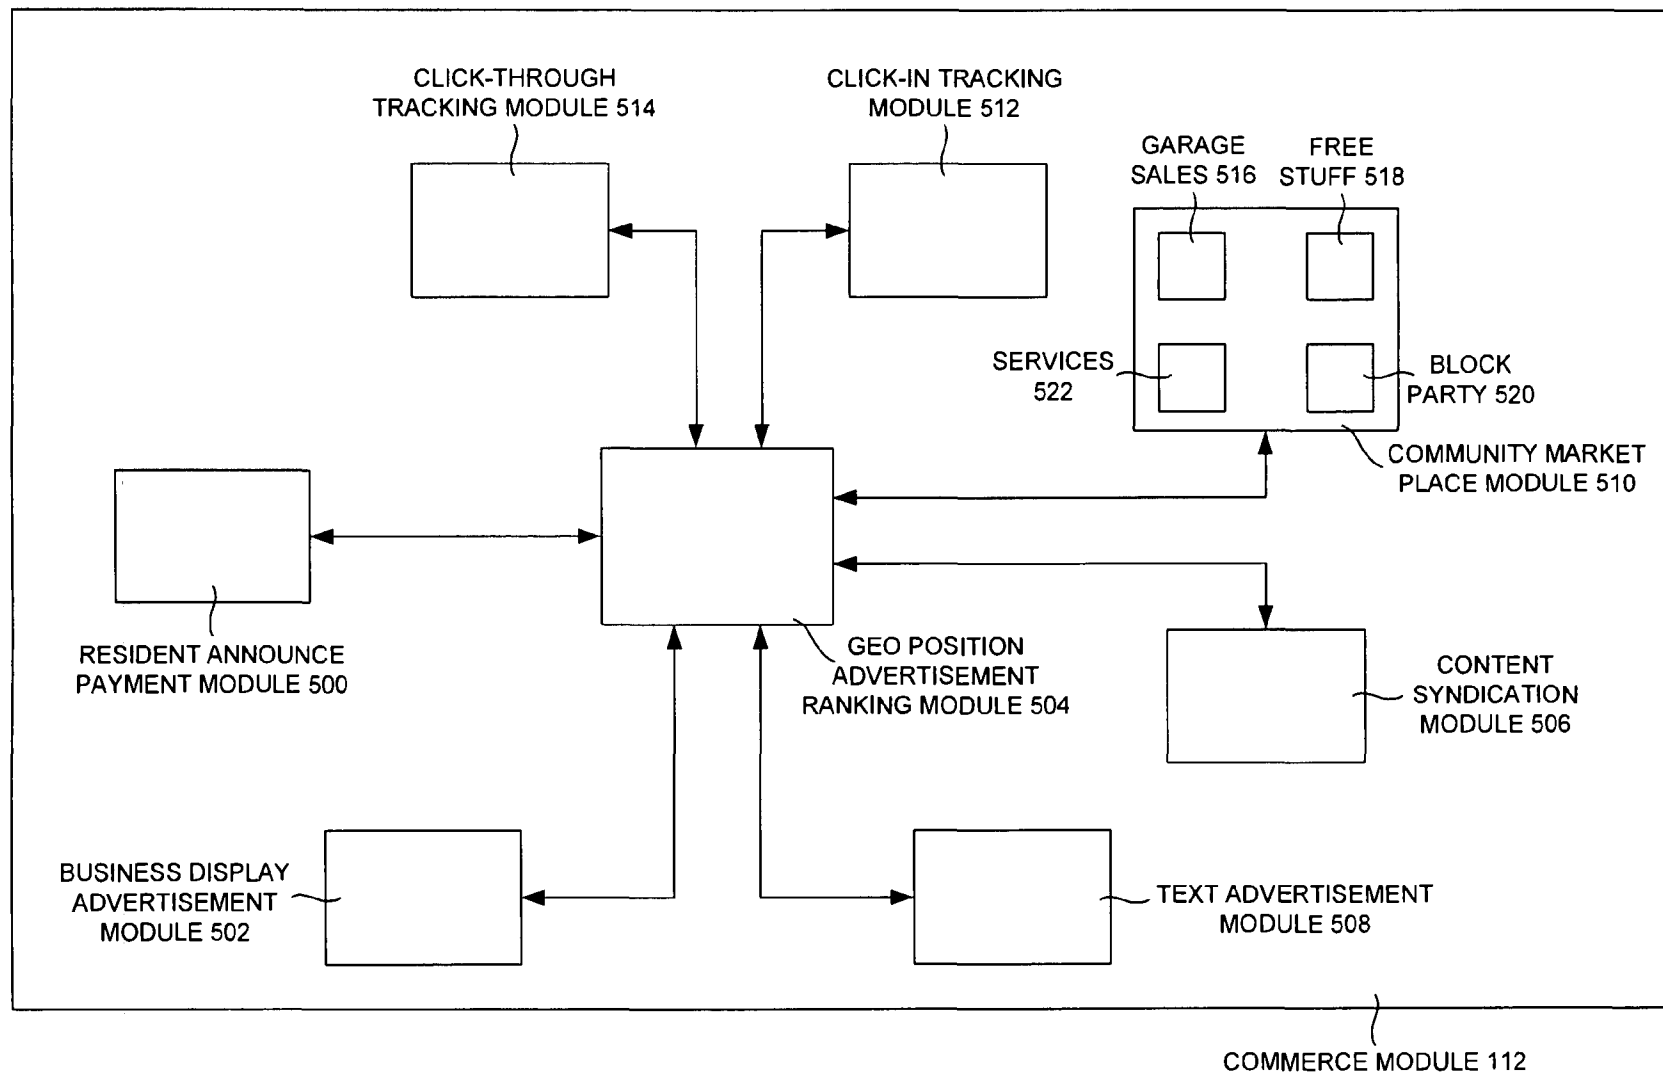 CLICK-THROUGH
TRACKING MODULE 514
CLICK-IN TRACKING
MODULE 512
GARAGE
SALES 516
FREE
STUFF 518
SERVICES
522
BLOCK
PARTY 520
COMMUNITY MARKET
PLACE MODULE 510
RESIDENT ANNOUNCE
PAYMENT MODULE 500
GEO POSITION
ADVERTISEMENT
RANKING MODULE 504
CONTENT
SYNDICATION
MODULE 506
BUSINESS DISPLAY
ADVERTISEMENT
MODULE 502
TEXT ADVERTISEMENT
MODULE 508
COMMERCE MODULE 112